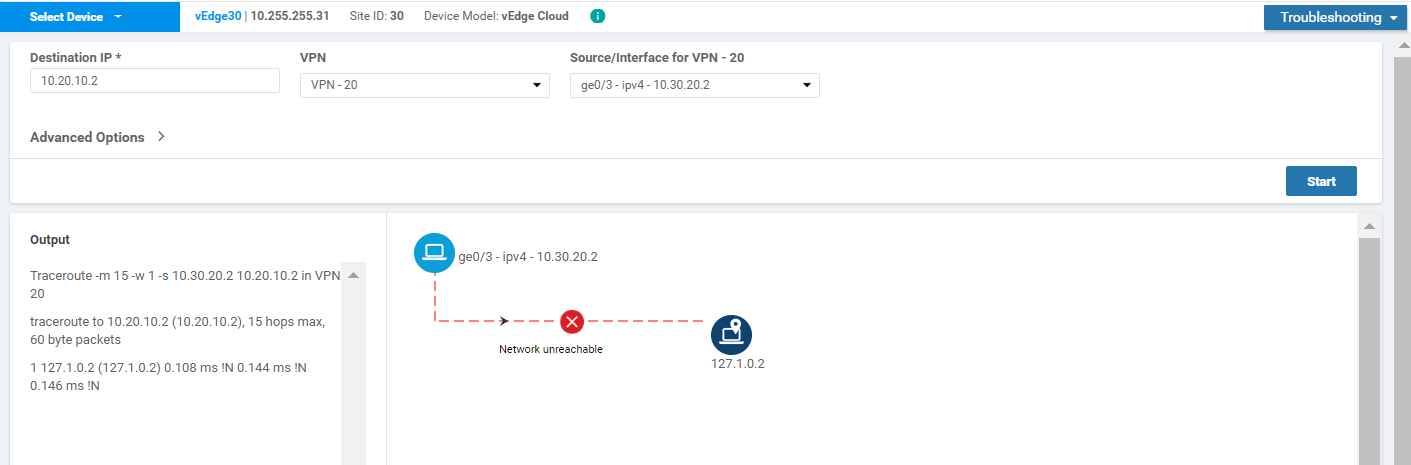 Select Device
vEdge30 | 10.255.255.31 Site ID: 30 Device Model: vEdge Cloud i
Troubleshooting
Destination IP * VPN Source/Interface for VPN - 20
10.20.10.2 VPN - 20 ge0/3 - ipv4 - 10.30.20.2
Advanced Options
Start
Output
Traceroute -m 15 -w 1 -s 10.30.20.2 10.20.10.2 in VPN
20
traceroute to 10.20.10.2 (10.20.10.2), 15 hops max,
60 byte packets
1 127.1.0.2 (127.1.0.2) 0.108 ms !N 0.144 ms !N
0.146 ms !N
ge0/3 - ipv4 - 10.30.20.2
Network unreachable
127.1.0.2